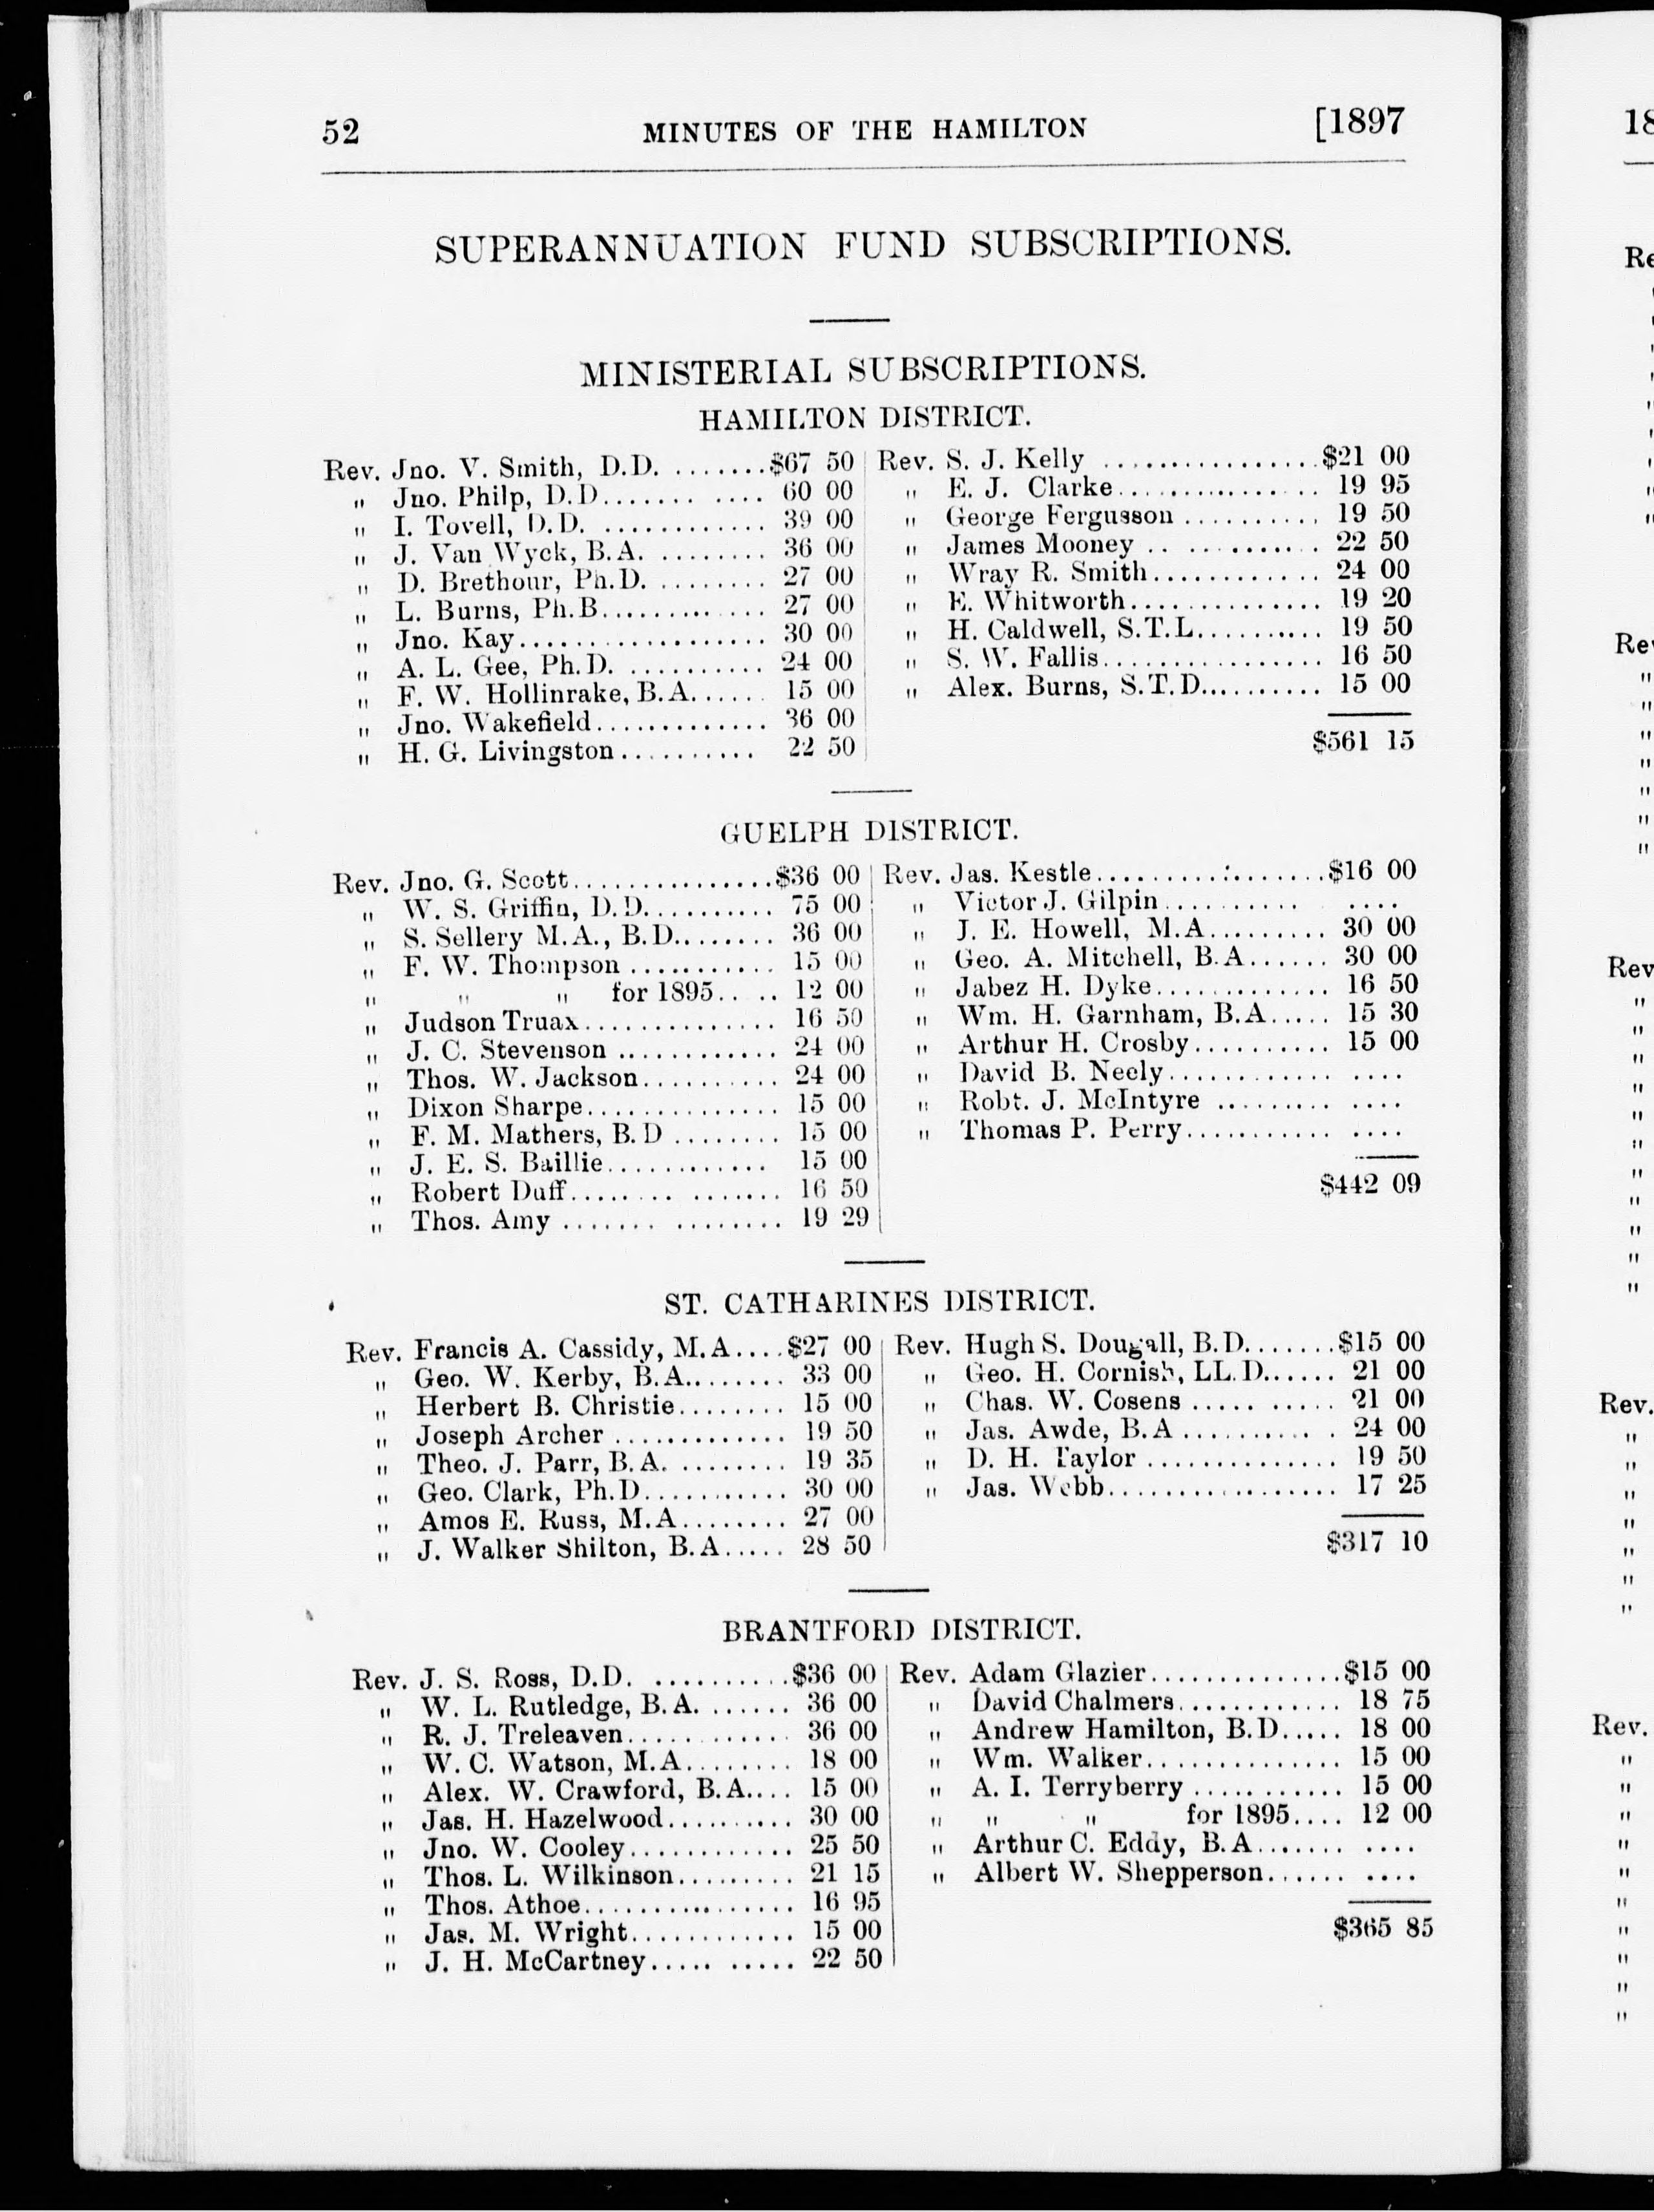 52 MINUTES OF THE HAMILTON [1897
SUPERANNUATION FUND SUBSCRIPTIONS.
MINISTERIAL SUBSCRIPTIONS.
HAMILTON DISTRICT.
Rev. Jno. V. Smith, D.D. ........$67 50
" Jno. Philp, D.D........ .... 60 00
" I. Tovell, D.D. ............ 39 00
" J. Van Wyck, B.A. ......... 36 00
" D. Brethour, Ph.D. ......... 27 00
" L. Burns, Ph.B............. 27 00
" Jno. Kay................... 30 00
" A. L. Gee, Ph.D. ........... 24 00
" F. W. Hollinrake, B.A...... 15 00
" Jno. Wakefield............. 36 00
" H. G. Livingston.......... 22 50
Rev. S. J. Kelly ................$21 00
" E. J. Clarke................ 19 95
" George Fergusson .......... 19 50
" James Mooney .. ........... 22 50
" Wray R. Smith............. 24 00
" E. Whitworth............... 19 20
" H. Caldwell, S.T.L.......... 19 50
" S. W. Fallis................. 16 50
" Alex. Burns, S.T.D.......... 15 00
$561 15
GUELPH DISTRICT.
Rev. Jno. G. Scott...............$36 00
" W. S. Griffin, D.D........... 75 00
" S. Sellery M.A., B.D........ 36 00
" F. W. Thompson ........... 15 00
" " " for 1895.. .. 12 00
" Judson Truax............... 16 50
" J. C. Stevenson ............ 24 00
" Thos. W. Jackson........... 24 00
" Dixon Sharpe............... 15 00
" F. M. Mathers, B.D ........ 15 00
" J. E. S. Baillie............ 15 00
" Robert Duff........ ....... 16 50
" Thos. Amy ....... ........ 19 29
Rev. Jas. Kestle..................$16 00
" Victor J. Gilpin.......... ....
" J. E. Howell, M.A......... 30 00
" Geo. A. Mitchell, B.A...... 30 00
" Jabez H. Dyke............. 16 50
" Wm. H. Garnham, B.A..... 15 30
" Arthur H. Crosby.......... 15 00
" David B. Neely............ ....
" Robt. J. McIntyre ......... ....
" Thomas P. Perry........... ....
$442 09
ST. CATHARINES DISTRICT.
Rev. Francis A. Cassidy, M.A....$27 00
" Geo. W. Kerby, B.A........ 33 00
" Herbert B. Christie........ 15 00
" Joseph Archer ............. 19 50
" Theo. J. Parr, B.A. ........ 19 35
" Geo. Clark, Ph.D........... 30 00
" Amos E. Russ, M.A........ 27 00
" J. Walker Shilton, B.A..... 28 50
Rev. Hugh S. Dougall, B.D.......$15 00
" Geo. H. Cornish, LL.D...... 21 00
" Chas. W. Cosens ..... ..... 21 00
" Jas. Awde, B.A ............ 24 00
" D. H. Taylor .............. 19 50
" Jas. Webb................. 17 25
$317 10
BRANTFORD DISTRICT.
Rev. J. S. Ross, D.D. ...........$36 00
" W. L. Rutledge, B.A. ...... 36 00
" R. J. Treleaven............. 36 00
" W. C. Watson, M.A........ 18 00
" Alex. W. Crawford, B.A.... 15 00
" Jas. H. Hazelwood.......... 30 00
" Jno. W. Cooley............. 25 50
" Thos. L. Wilkinson......... 21 15
" Thos. Athoe................ 16 95
" Jas. M. Wright............. 15 00
" J. H. McCartney..... ..... 22 50
Rev. Adam Glazier...............$15 00
" David Chalmers............. 18 75
" Andrew Hamilton, B.D..... 18 00
" Wm. Walker............... 15 00
" A. I. Terryberry ............ 15 00
" " " for 1895.... 12 00
" Arthur C. Eddy, B.A....... ....
" Albert W. Shepperson...... ....
$365 85